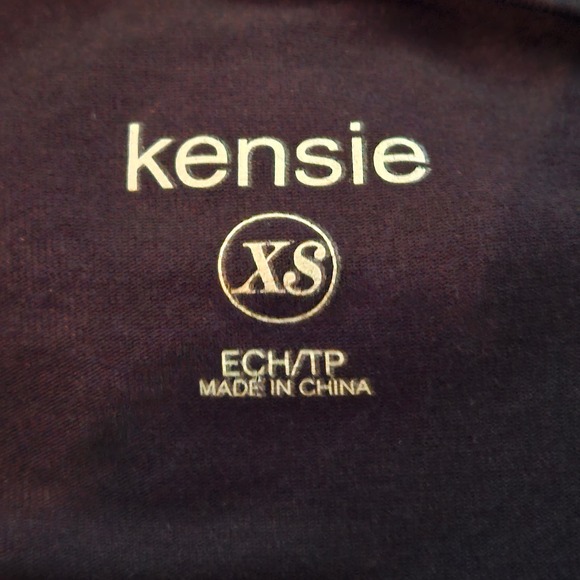 kensie
XS
ECH/TP
MADE IN CHINA